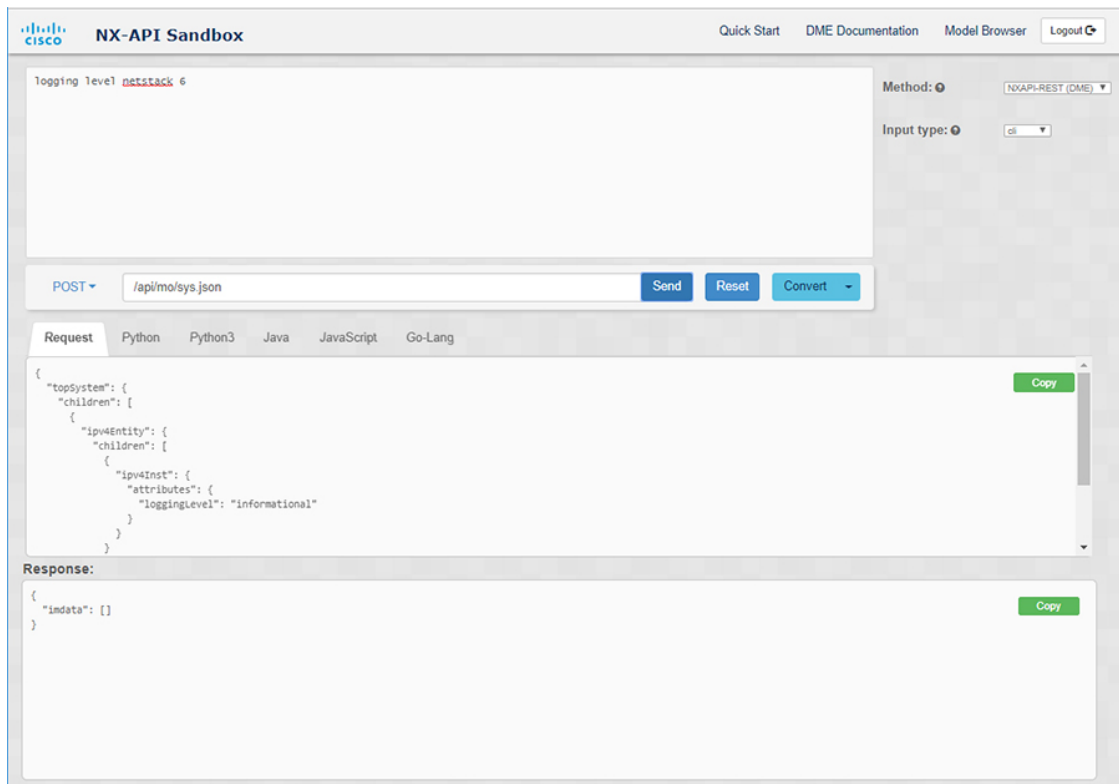 CISCO
NX-API Sandbox
Quick Start DME Documentation Model Browser Logout
logging level netstack 6
Method:
NXAPI-REST (DME)
Input type:
cli
POST /api/mo/sys.json Send Reset Convert
Request Python Python3 Java JavaScript Go-Lang
Copy
{
"topSystem": {
"children": [
{
"ipv4Entity": {
"children": [
{
"ipv4Inst": {
"attributes": {
"loggingLevel": "informational"
}
}
}
Response:
Copy
{
"imdata": []
}